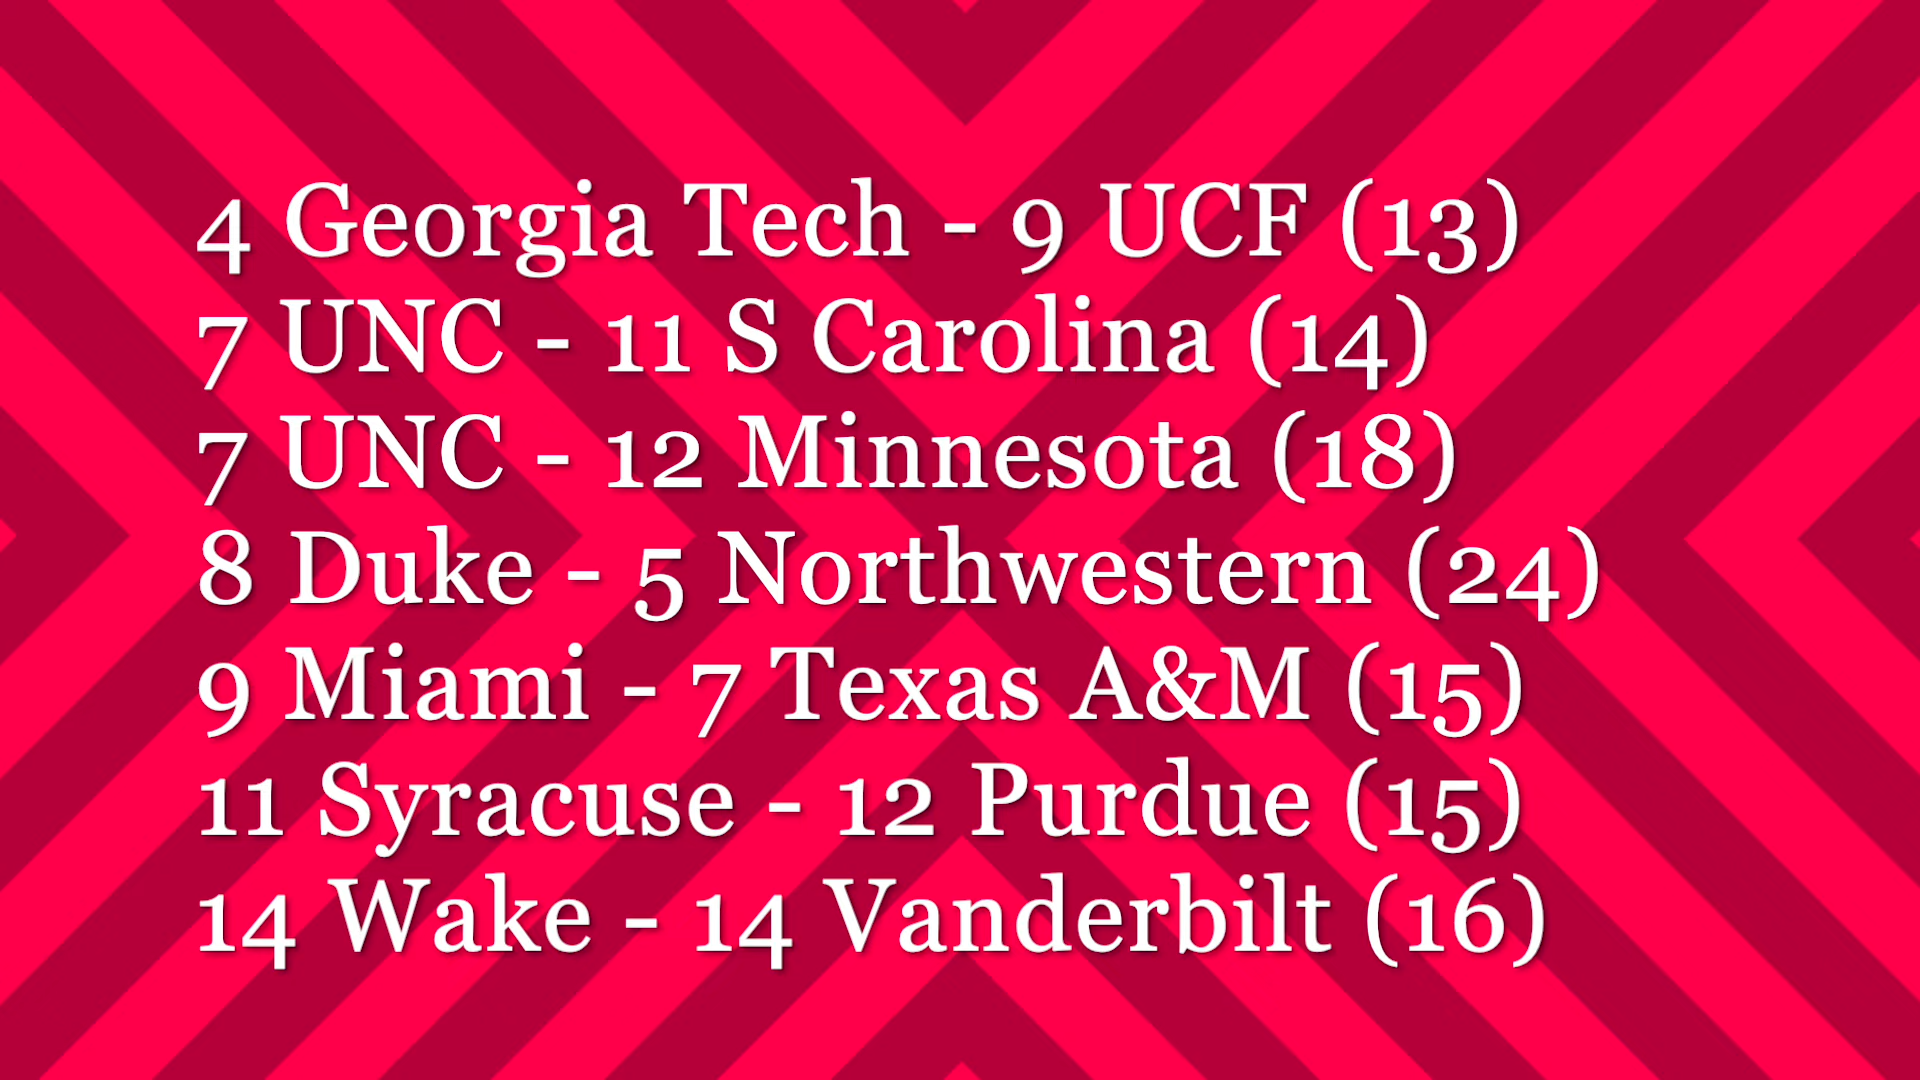 4 Georgia Tech - 9 UCF (13)
7 UNC - 11 S Carolina (14)
7 UNC - 12 Minnesota (18)
8 Duke - 5 Northwestern (24)
9 Miami - 7 Texas A&M (15)
11 Syracuse - 12 Purdue (15)
14 Wake - 14 Vanderbilt (16)